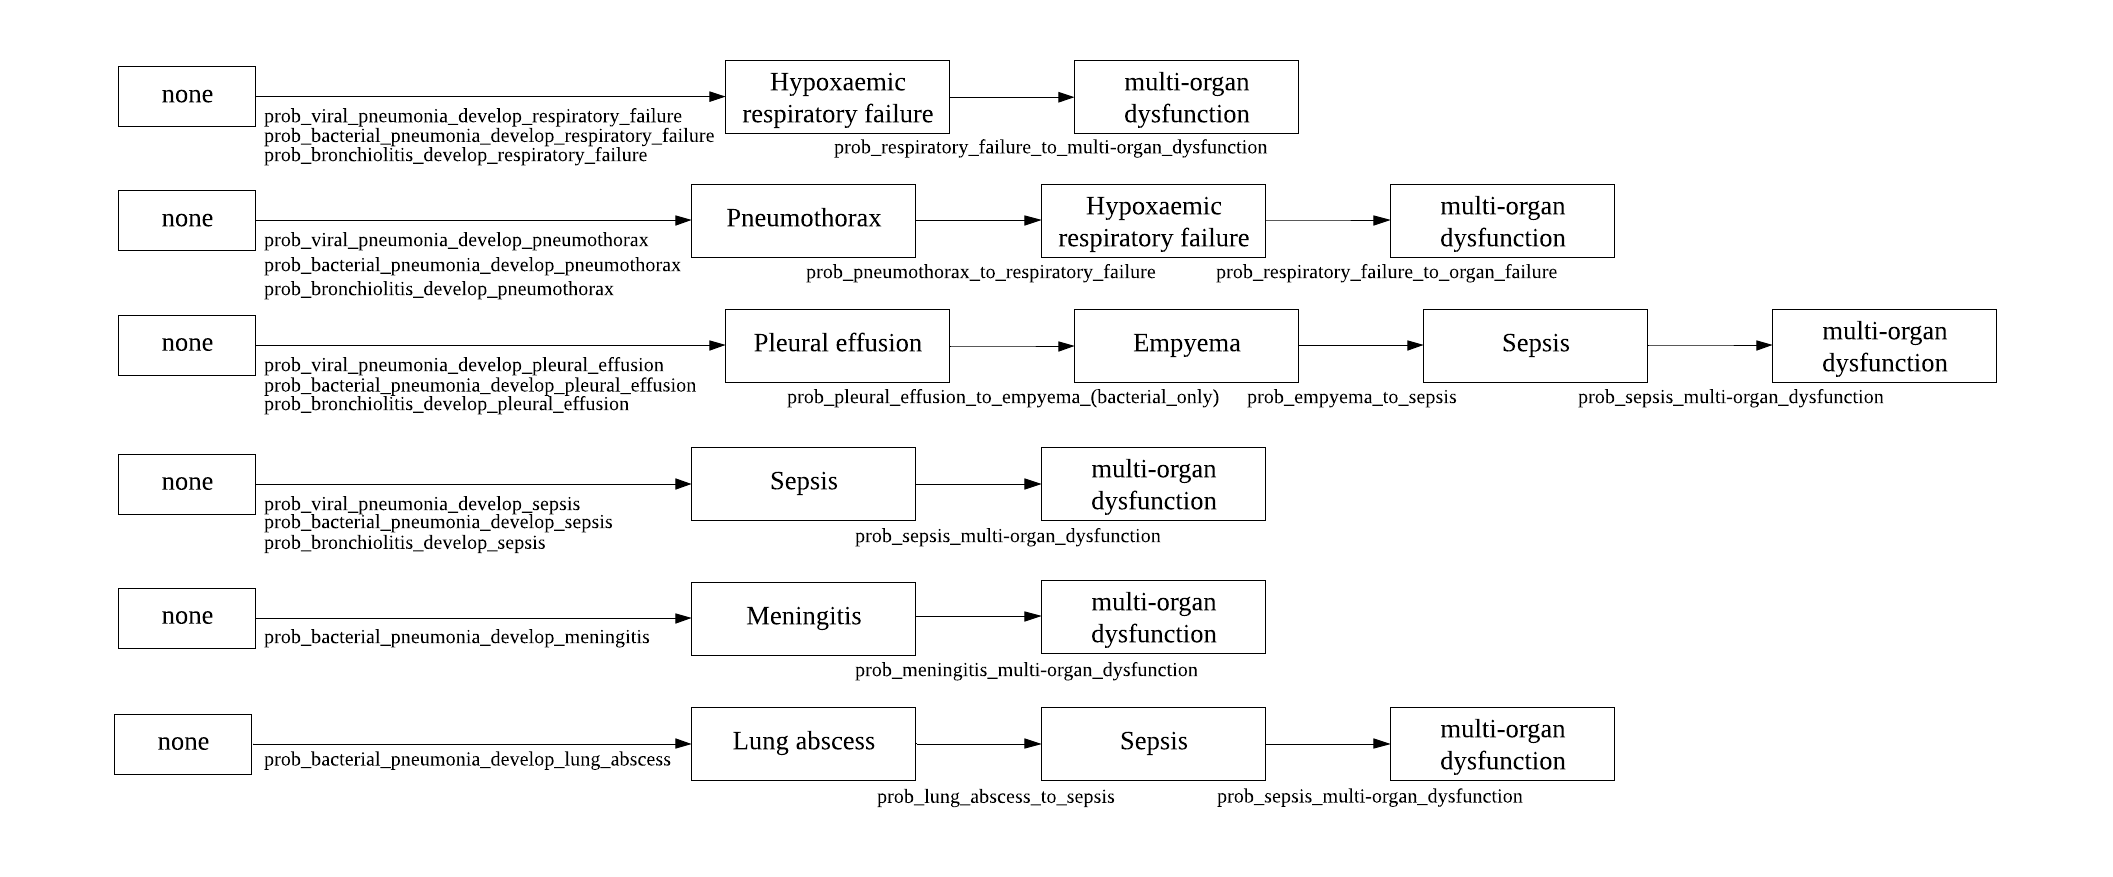 none
Hypoxaemic
respiratory failure
multi-organ
dysfunction
prob_viral_pneumonia_develop_respiratory_failure
prob_bacterial_pneumonia_develop_respiratory_failure
prob_bronchiolitis_develop_respiratory_failure
prob_respiratory_failure_to_multi-organ_dysfunction
none
Pneumothorax
Hypoxaemic
respiratory failure
multi-organ
dysfunction
prob_viral_pneumonia_develop_pneumothorax
prob_bacterial_pneumonia_develop_pneumothorax
prob_bronchiolitis_develop_pneumothorax
prob_pneumothorax_to_respiratory_failure
prob_respiratory_failure_to_organ_failure
none
Pleural effusion
Empyema
Sepsis
multi-organ
dysfunction
prob_viral_pneumonia_develop_pleural_effusion
prob_bacterial_pneumonia_develop_pleural_effusion
prob_bronchiolitis_develop_pleural_effusion
prob_pleural_effusion_to_empyema_(bacterial_only)
prob_empyema_to_sepsis
prob_sepsis_multi-organ_dysfunction
none
Sepsis
multi-organ
dysfunction
prob_viral_pneumonia_develop_sepsis
prob_bacterial_pneumonia_develop_sepsis
prob_bronchiolitis_develop_sepsis
prob_sepsis_multi-organ_dysfunction
none
Meningitis
multi-organ
dysfunction
prob_bacterial_pneumonia_develop_meningitis
prob_meningitis_multi-organ_dysfunction
none
Lung abscess
Sepsis
multi-organ
dysfunction
prob_bacterial_pneumonia_develop_lung_abscess
prob_lung_abscess_to_sepsis
prob_sepsis_multi-organ_dysfunction